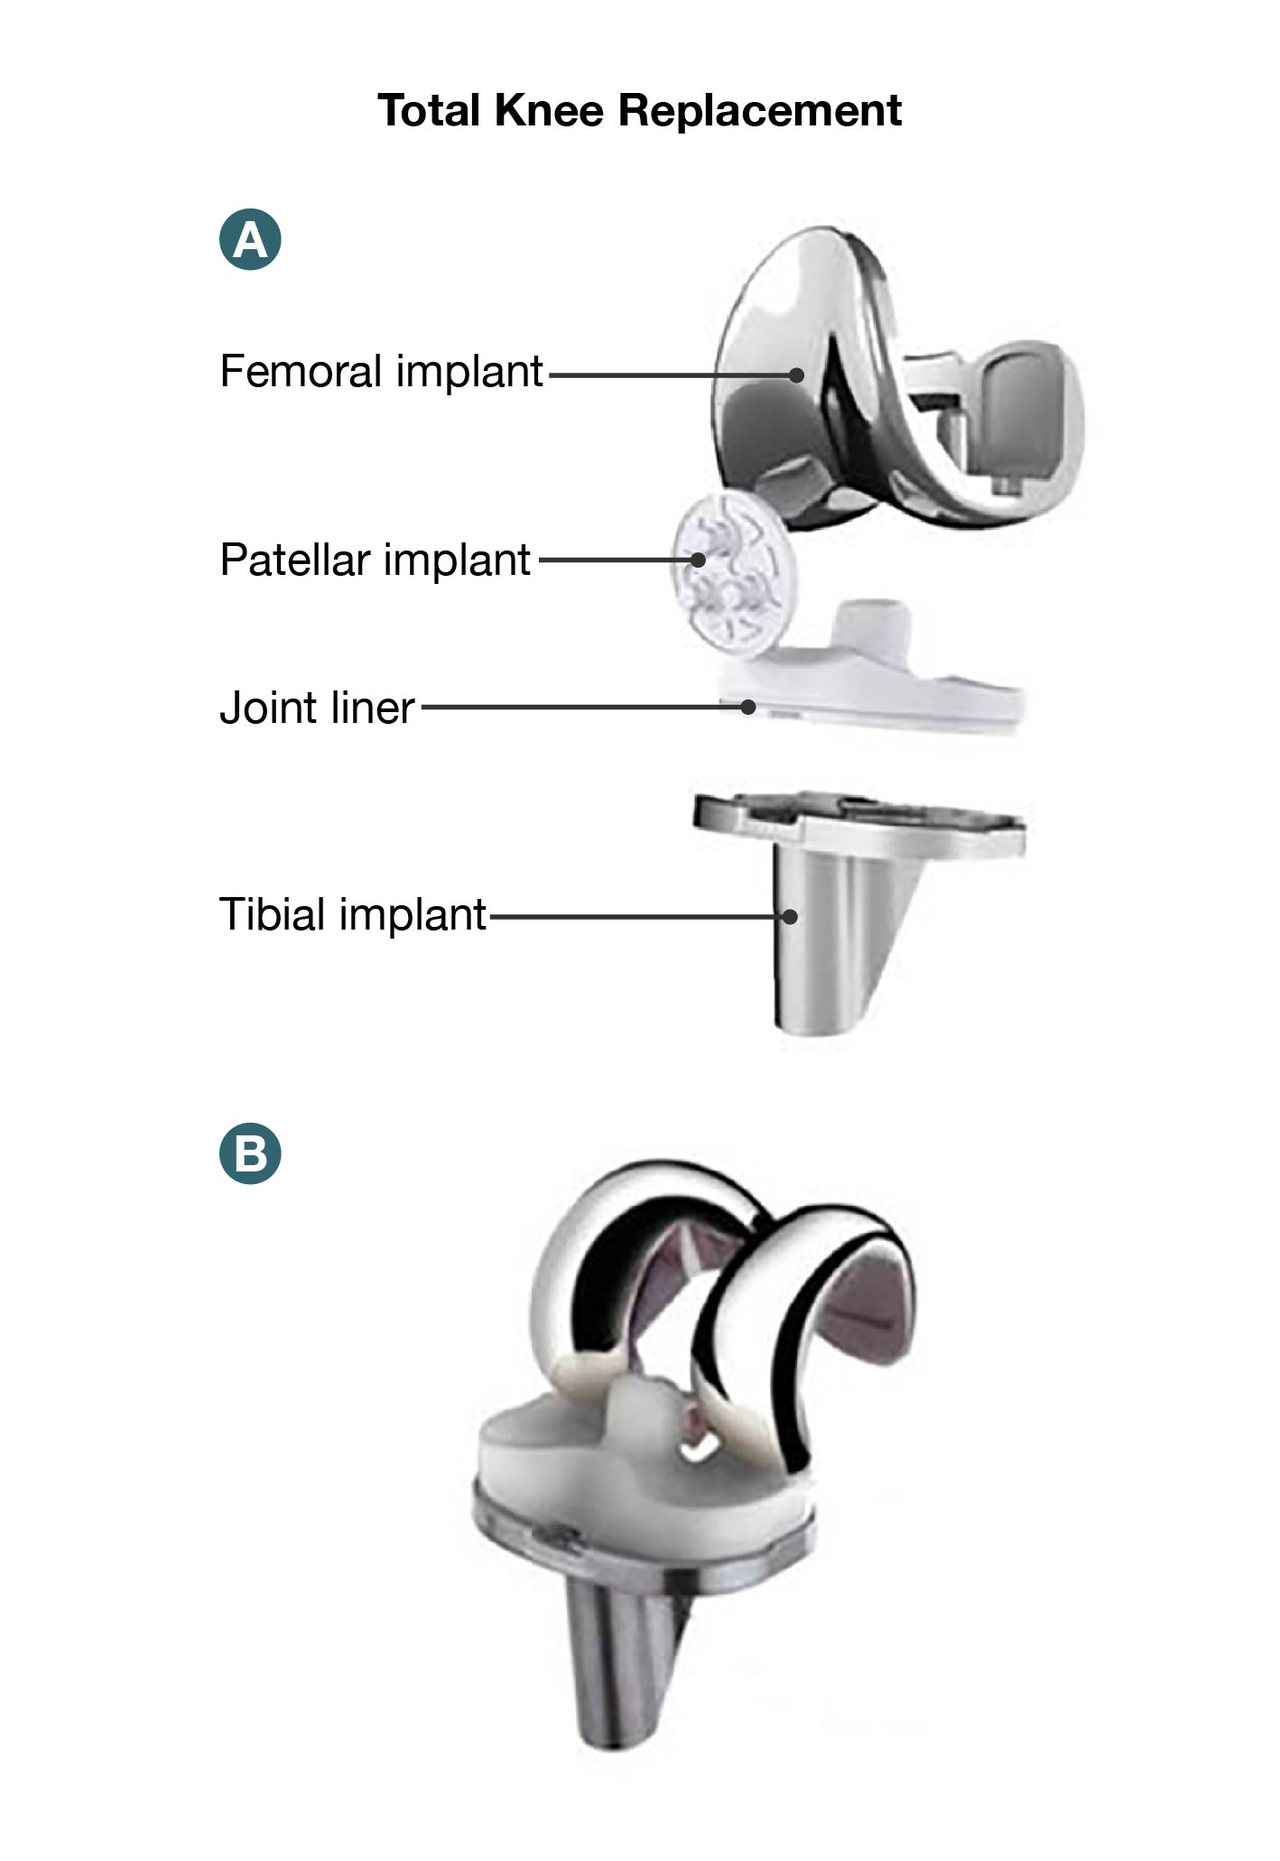 Total Knee Replacement
A
Femoral implant
Patellar implant
Joint liner
Tibial implant
B